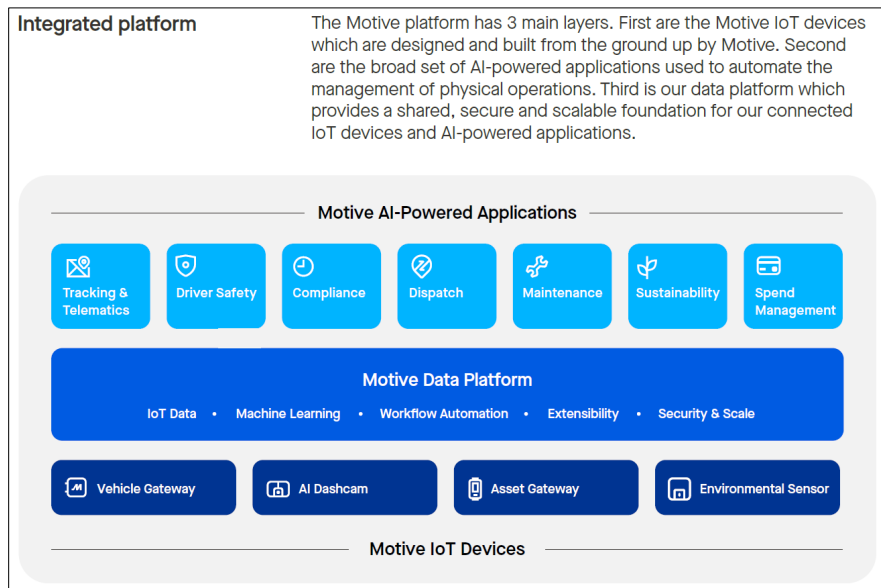 Integrated platform
The Motive platform has 3 main layers. First are the Motive IoT devices
which are designed and built from the ground up by Motive. Second
are the broad set of AI-powered applications used to automate the
management of physical operations. Third is our data platform which
provides a shared, secure and scalable foundation for our connected
IoT devices and AI-powered applications.
Motive AI-Powered Applications
Tracking &
Telematics
Driver Safety
Compliance
Dispatch
Maintenance
Sustainability
Spend
Management
Motive Data Platform
IoT Data • Machine Learning • Workflow Automation • Extensibility • Security & Scale
Vehicle Gateway
AI Dashcam
Asset Gateway
Environmental Sensor
Motive IoT Devices